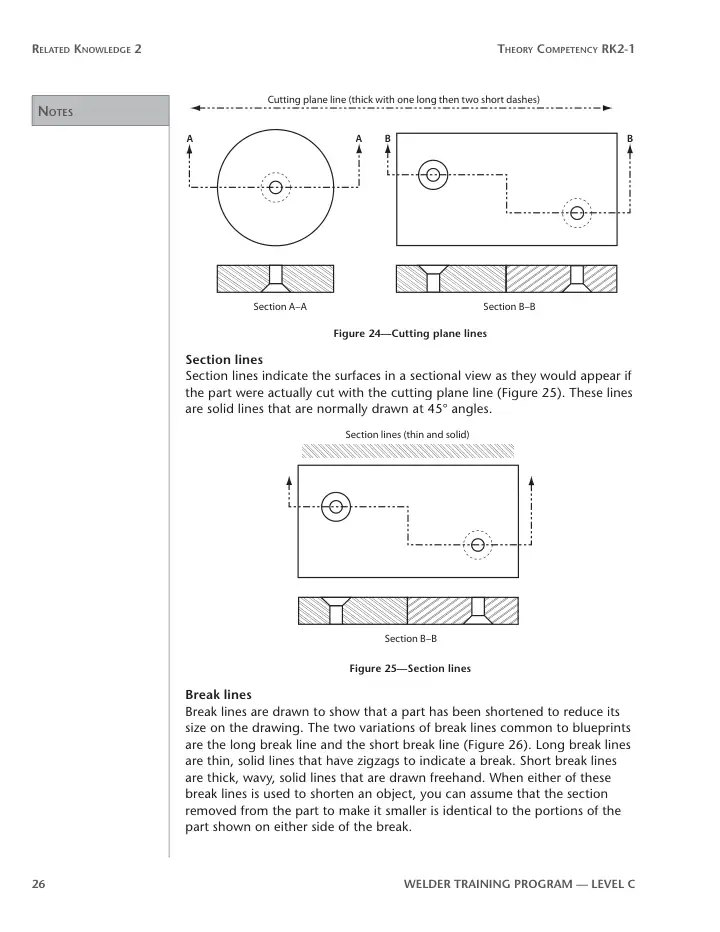 RELATED KNOWLEDGE 2
THEORY COMPETENCY RK2-1
NOTES
Cutting plane line (thick with one long then two short dashes)
A A B B
Section A–A Section B–B
Figure 24—Cutting plane lines
Section lines
Section lines indicate the surfaces in a sectional view as they would appear if
the part were actually cut with the cutting plane line (Figure 25). These lines
are solid lines that are normally drawn at 45° angles.
Section lines (thin and solid)
Section B–B
Figure 25—Section lines
Break lines
Break lines are drawn to show that a part has been shortened to reduce its
size on the drawing. The two variations of break lines common to blueprints
are the long break line and the short break line (Figure 26). Long break lines
are thin, solid lines that have zigzags to indicate a break. Short break lines
are thick, wavy, solid lines that are drawn freehand. When either of these
break lines is used to shorten an object, you can assume that the section
removed from the part to make it smaller is identical to the portions of the
part shown on either side of the break.
26
WELDER TRAINING PROGRAM — LEVEL C